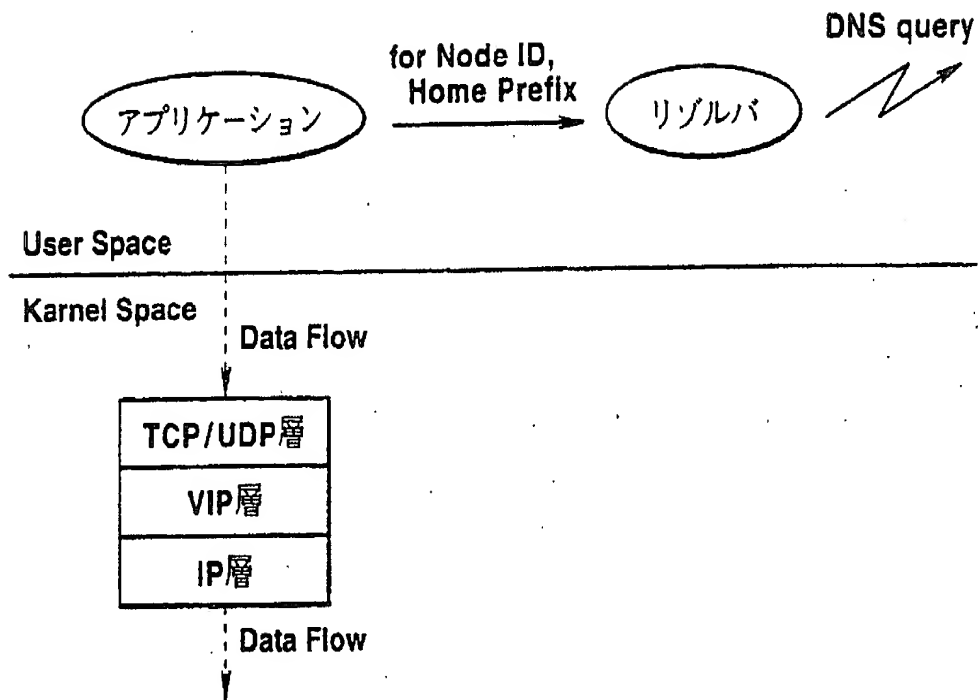 DNS query
for Node ID,
Home Prefix
アプリケーション
リゾルバ
User Space
Karnel Space
Data Flow
TCP/UDP層
VIP層
IP層
Data Flow